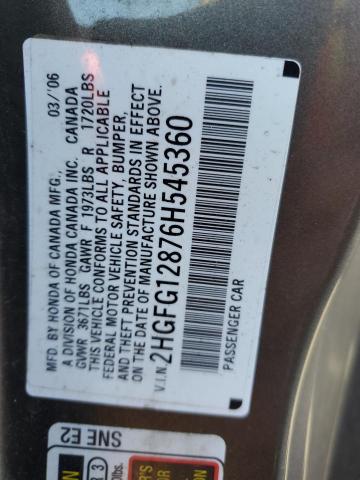 MFD BY HONDA OF CANADA MFG., 03/'06
A DIVISION OF HONDA CANADA INC. CANADA
GVWR 3671LBS GAWR F 1973LBS R 1720LBS
THIS VEHICLE CONFORMS TO ALL APPLICABLE
FEDERAL MOTOR VEHICLE SAFETY, BUMPER,
AND THEFT PREVENTION STANDARDS IN EFFECT
ON THE DATE OF MANUFACTURE SHOWN ABOVE.
V.I.N. 2HGFG12876H545360
PASSENGER CAR
SNE E2